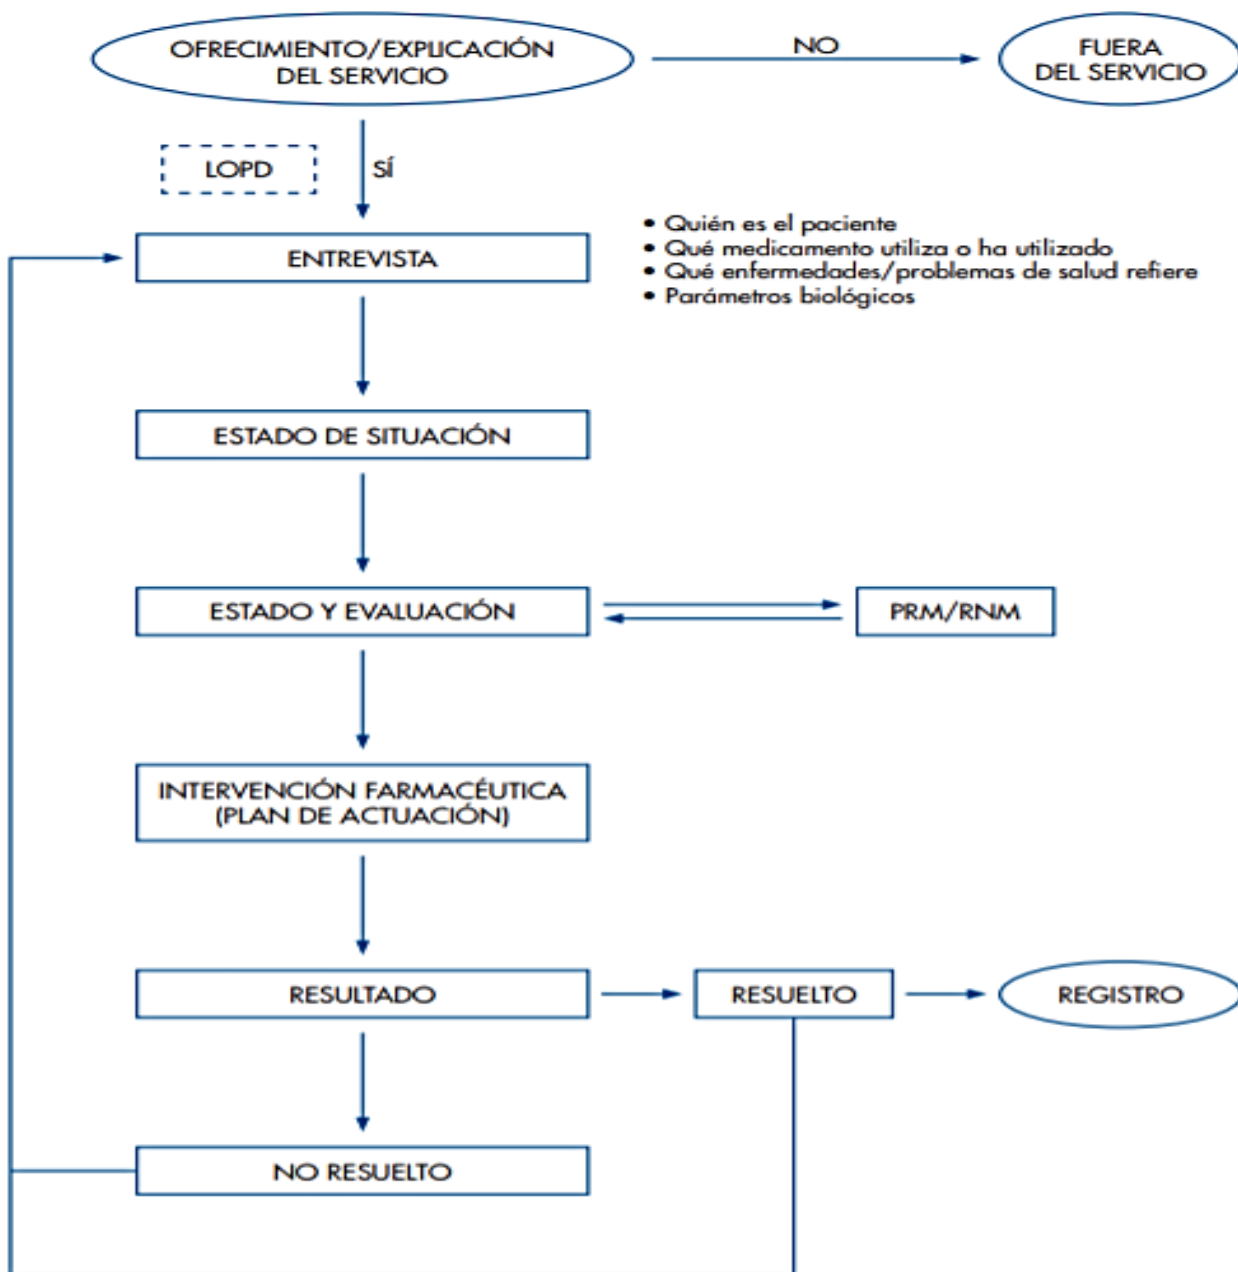 OFRECIMIENTO/EXPLICACIÓN
DEL SERVICIO
NO
FUERA
DEL SERVICIO
LOPD
SÍ
ENTREVISTA
• Quién es el paciente
• Qué medicamento utiliza o ha utilizado
• Qué enfermedades/problemas de salud refiere
• Parámetros biológicos
ESTADO DE SITUACIÓN
ESTADO Y EVALUACIÓN
PRM/RNM
INTERVENCIÓN FARMACÉUTICA
(PLAN DE ACTUACIÓN)
RESULTADO
RESUELTO
REGISTRO
NO RESUELTO